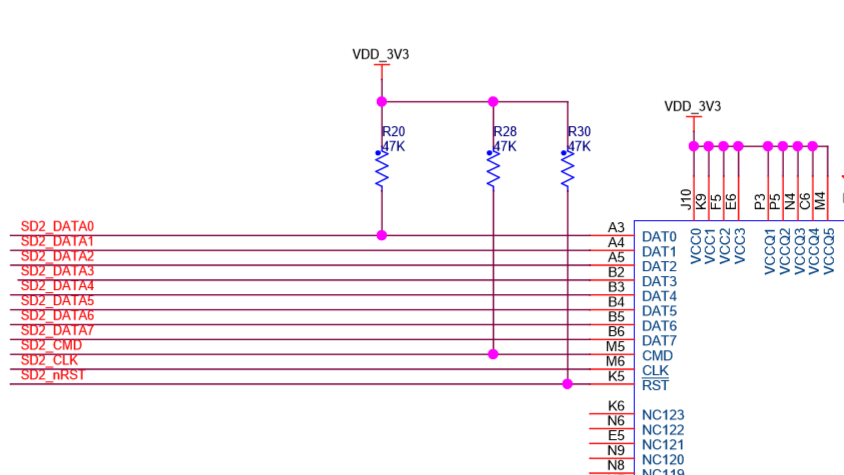 VDD_3V3
VDD_3V3
R20
47K
R28
47K
R30
47K
J10
K9
F5
E6
P3
P5
N4
C6
M4
VCC0
VCC1
VCC2
VCC3
VCCQ1
VCCQ2
VCCQ3
VCCQ4
VCCQ5
SD2_DATA0 A3 DAT0
SD2_DATA1 A4 DAT1
SD2_DATA2 A5 DAT2
SD2_DATA3 B2 DAT3
SD2_DATA4 B3 DAT4
SD2_DATA5 B4 DAT5
SD2_DATA6 B5 DAT6
SD2_DATA7 B6 DAT7
SD2_CMD M5 CMD
SD2_CLK M6 CLK
SD2_nRST K5 RST
K6 NC123
N6 NC122
E5 NC121
N9 NC120
N8 NC119